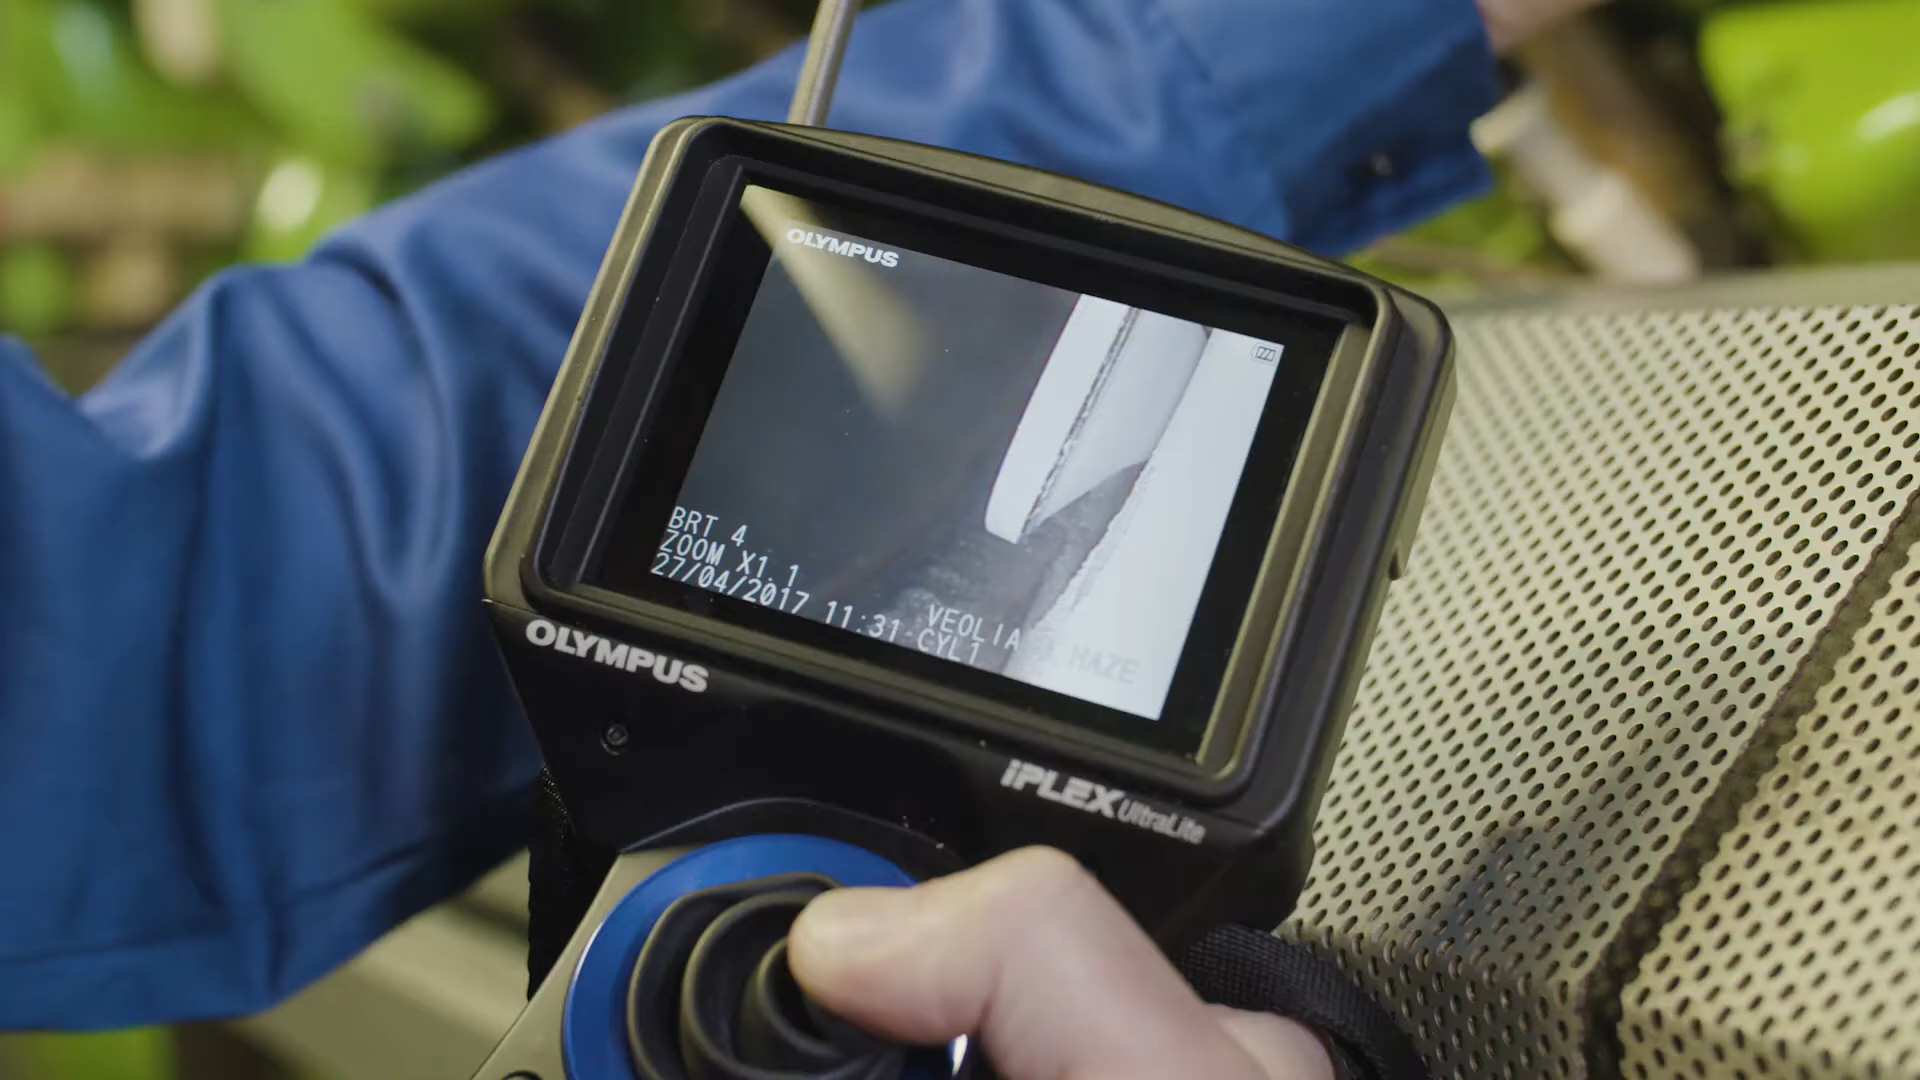 OLYMPUS
BRT 4
ZOOM X1.1
27/04/2017 11:31
VEOLIA
HAZE
CYL1
OLYMPUS
iPLEX UltraLite